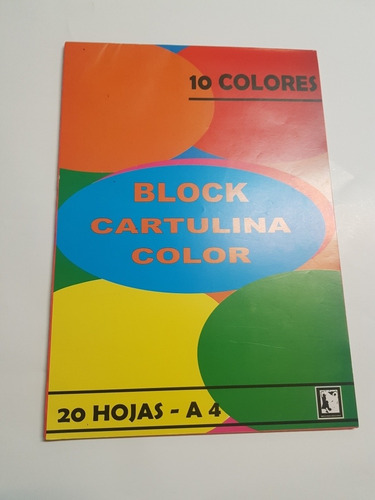 10 COLORES
BLOCK
CARTULINA
COLOR
20 HOJAS - A 4